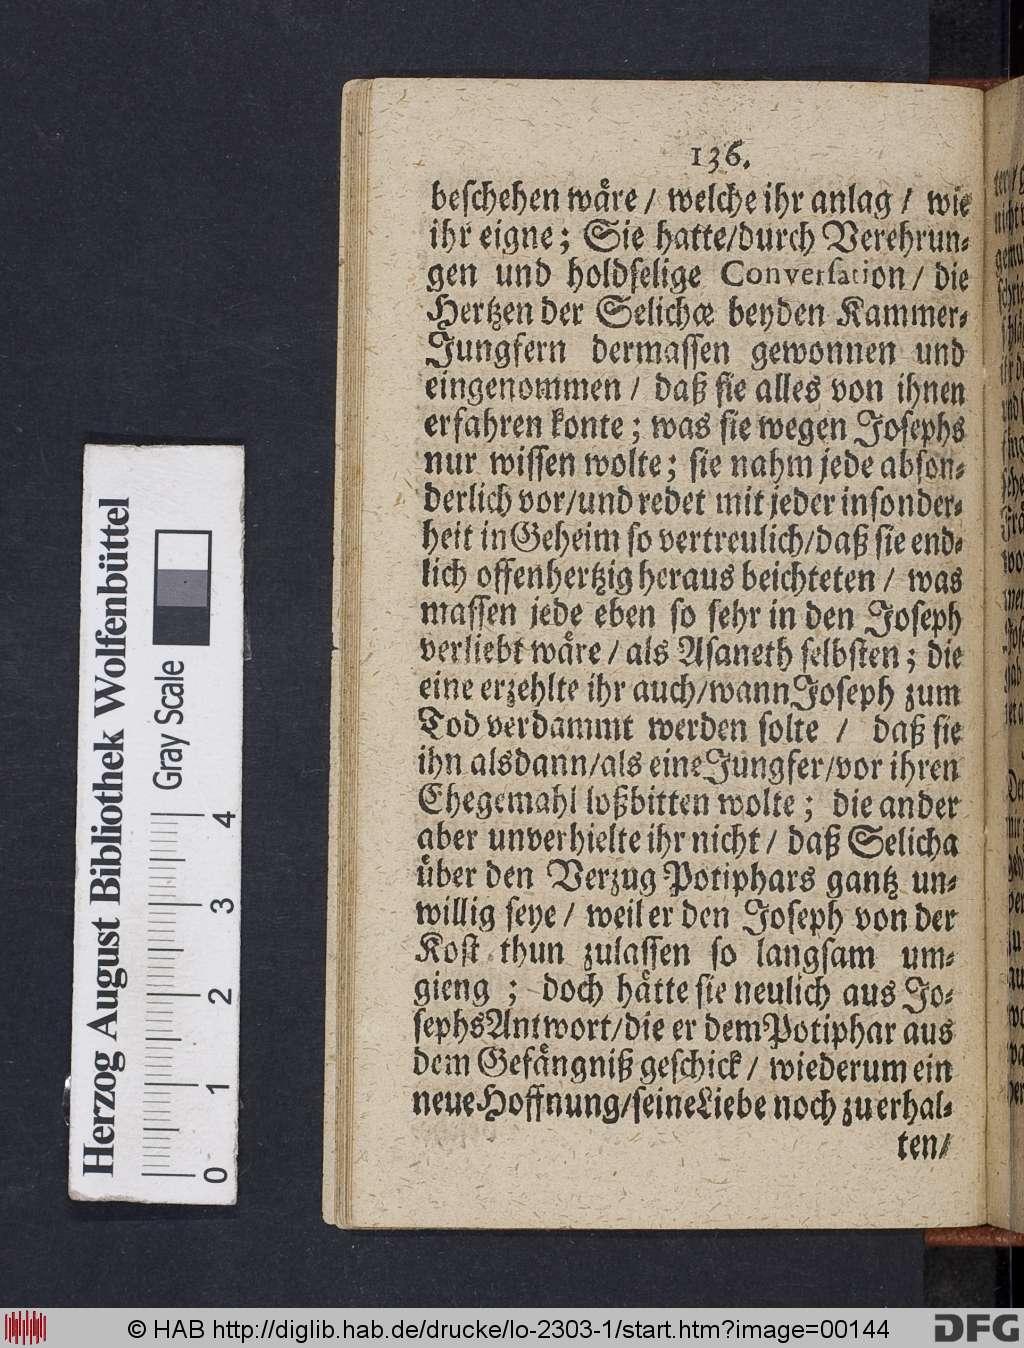 136.
beschehen wåre / welche ihr anlag / wie
ihr eigne; Sie hatte/durch Verehrun-
gen und holdselige Conversation / die
Hertzen der Selichæ beyden Kammer-
Jungfern dermassen gewonnen und
eingenommen / daß sie alles von ihnen
erfahren konte; was sie wegen Josephs
nur wissen wolte; sie nahm jede abson-
derlich vor/und redet mit jeder insonder-
heit in Geheim so vertreulich/daß sie end-
lich offenhertzig heraus beichteten / was
massen jede eben so sehr in den Joseph
verliebt wåre / als Asaneth selbsten; die
eine erzehlte ihr auch/wann Joseph zum
Tod verdammt werden solte / daß sie
ihn alsdann/als eine Jungfer/vor ihren
Ehegemahl loßbitten wolte; die ander
aber unverhielte ihr nicht / daß Selicha
über den Verzug Potiphars gantz un-
willig seye / weil er den Joseph von der
Kost thun zulassen so langsam um-
gieng; doch håtte sie neulich aus Jo-
sephs Antwort/die er dem Potiphar aus
dem Gefångniß geschick / wiederum ein
neue Hoffnung/seine Liebe noch zu erhal-
ten/
Herzog August Bibliothek Wolfenbüttel
Gray Scale
0 1 2 3 4
© HAB http://diglib.hab.de/drucke/lo-2303-1/start.htm?image=00144
DFG